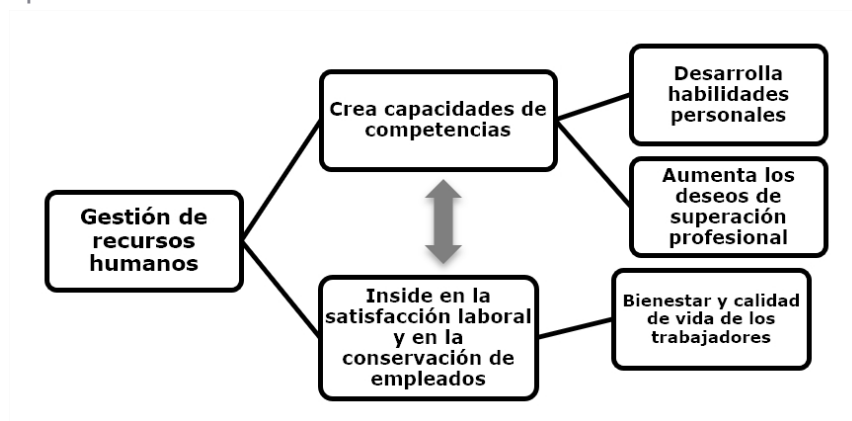 Gestión de
recursos
humanos
Crea capacidades de
competencias
Desarrolla
habilidades
personales
Aumenta los
deseos de
superación
profesional
Inside en la
satisfacción laboral
y en la
conservación de
empleados
Bienestar y calidad
de vida de los
trabajadores